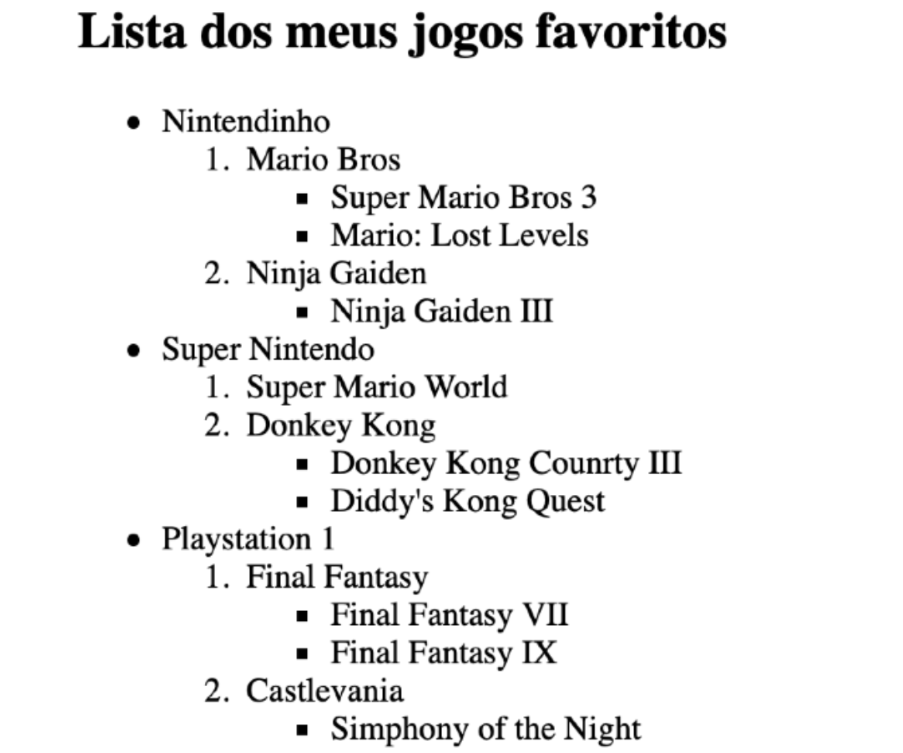 Lista dos meus jogos favoritos
• Nintendinho
1. Mario Bros
▪ Super Mario Bros 3
▪ Mario: Lost Levels
2. Ninja Gaiden
▪ Ninja Gaiden III
• Super Nintendo
1. Super Mario World
2. Donkey Kong
▪ Donkey Kong Counrty III
▪ Diddy's Kong Quest
• Playstation 1
1. Final Fantasy
▪ Final Fantasy VII
▪ Final Fantasy IX
2. Castlevania
▪ Simphony of the Night